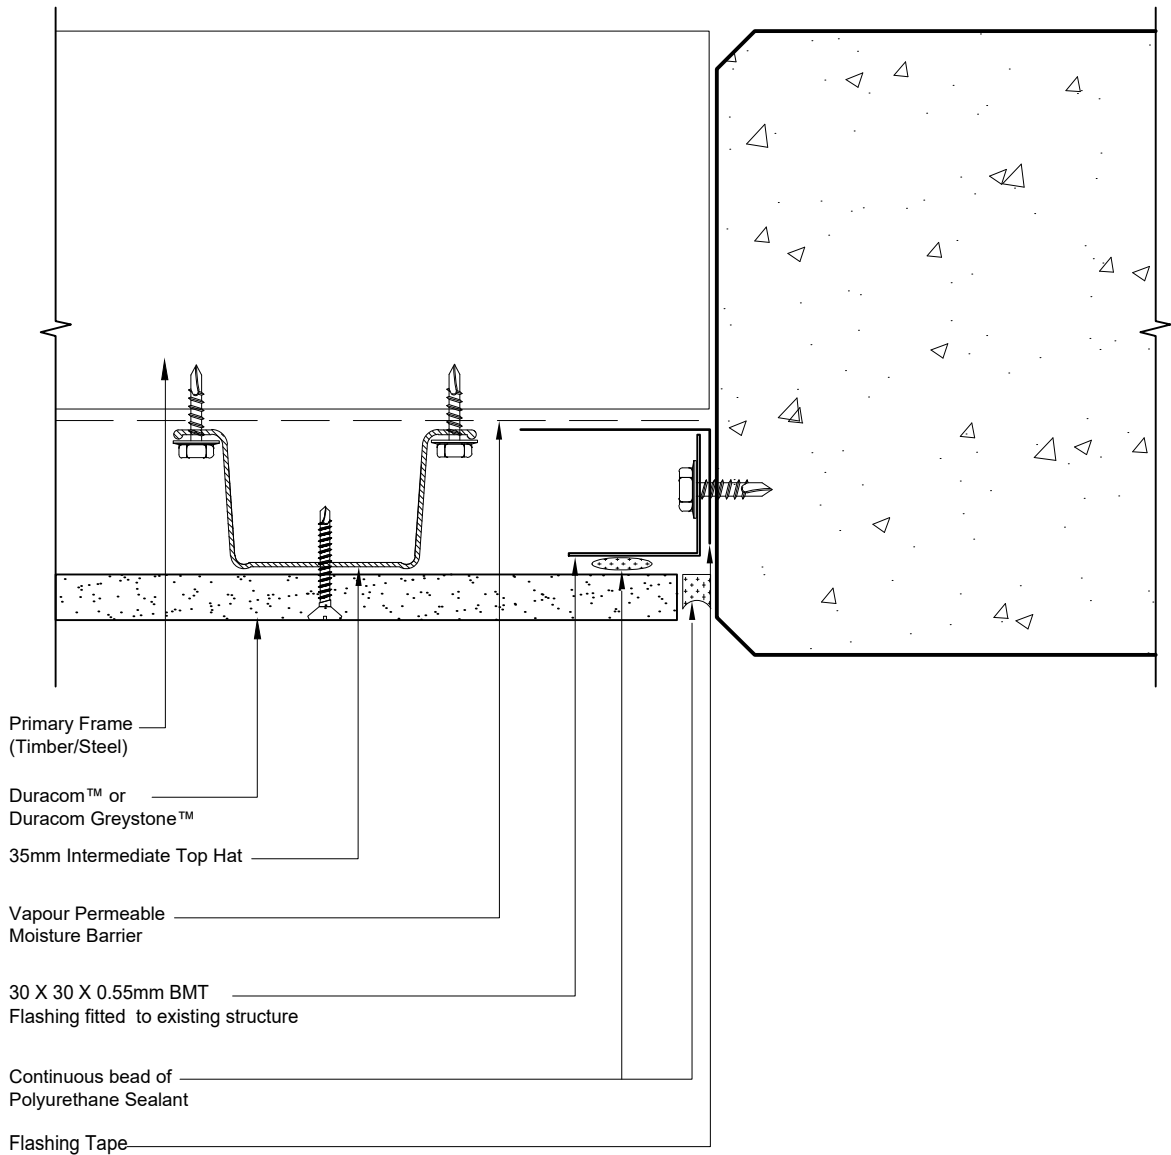 Primary Frame
(Timber/Steel)
Duracom™ or
Duracom Greystone™
35mm Intermediate Top Hat
Vapour Permeable
Moisture Barrier
30 X 30 X 0.55mm BMT
Flashing fitted to existing structure
Continuous bead of
Polyurethane Sealant
Flashing Tape